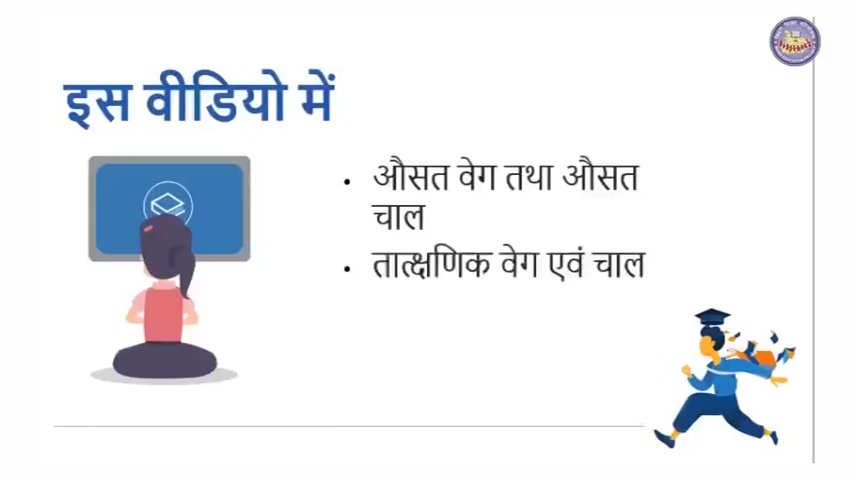 इस वीडियो में
• औसत वेग तथा औसत
चाल
• तात्क्षणिक वेग एवं चाल